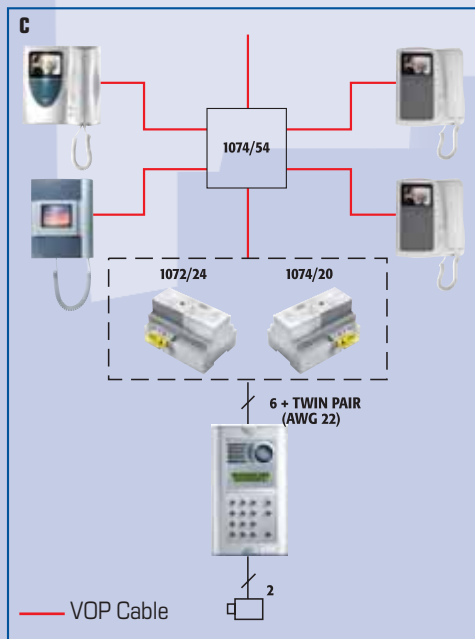 C
1074/54
1072/24 1074/20
6 + TWIN PAIR
(AWG 22)
2
VOP Cable